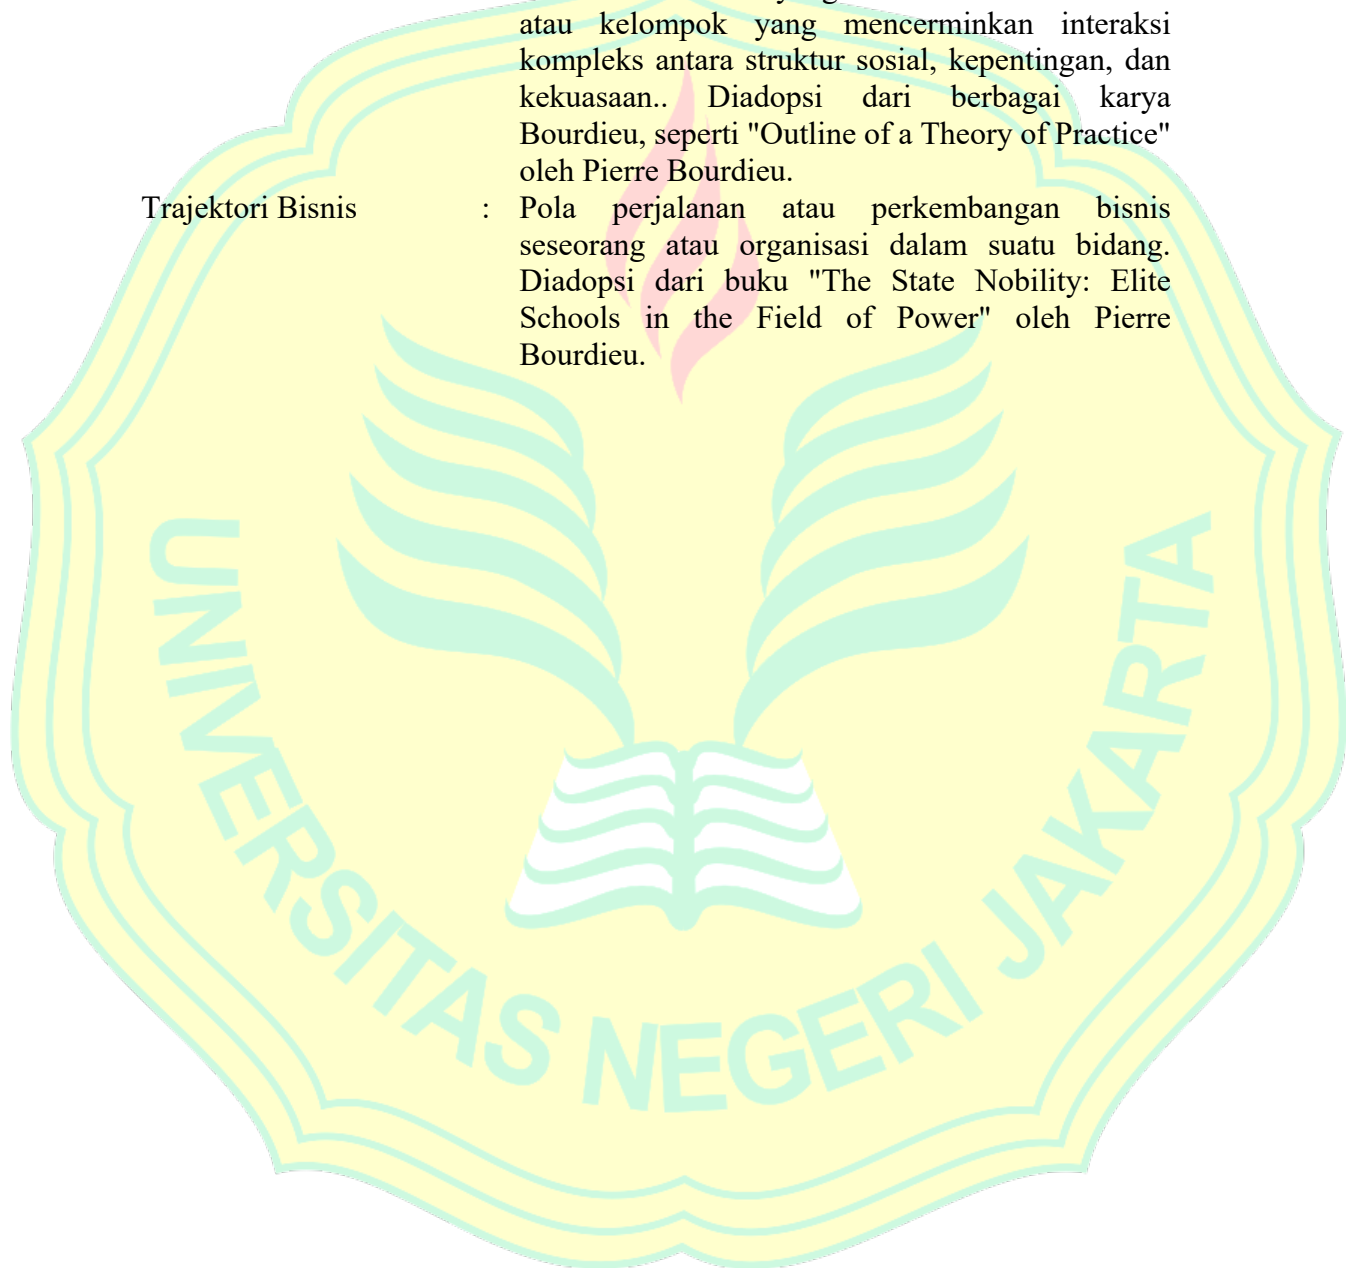 yang
atau kelompok yang mencerminkan interaksi
kompleks antara struktur sosial, kepentingan, dan
kekuasaan.. Diadopsi dari berbagai karya
Bourdieu, seperti "Outline of a Theory of Practice"
oleh Pierre Bourdieu.
Trajektori Bisnis : Pola perjalanan atau perkembangan bisnis
seseorang atau organisasi dalam suatu bidang.
Diadopsi dari buku "The State Nobility: Elite
Schools in the Field of Power" oleh Pierre
Bourdieu.
UNIVERSITAS NEGERI JAKARTA